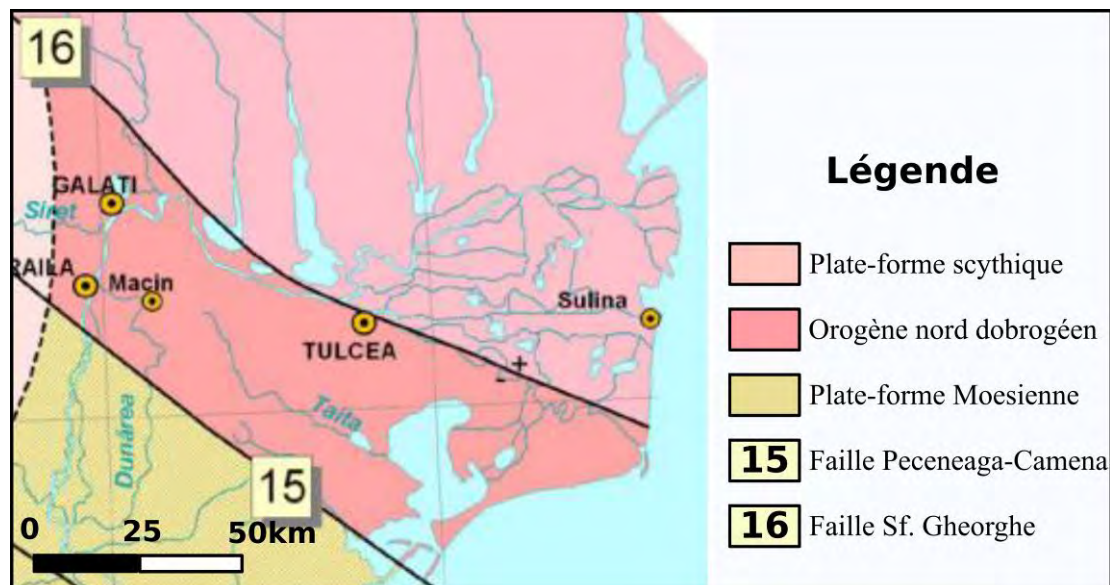 16
GALATI
Siret
RAILA
Macin
Sulina
TULCEA
Taita
Dunárea
15
0 25 50km
Légende
Plate-forme scythique
Orogène nord dobrogéen
Plate-forme Moesienne
15 Faille Peceneaga-Camena
16 Faille Sf. Gheorghe
+
-